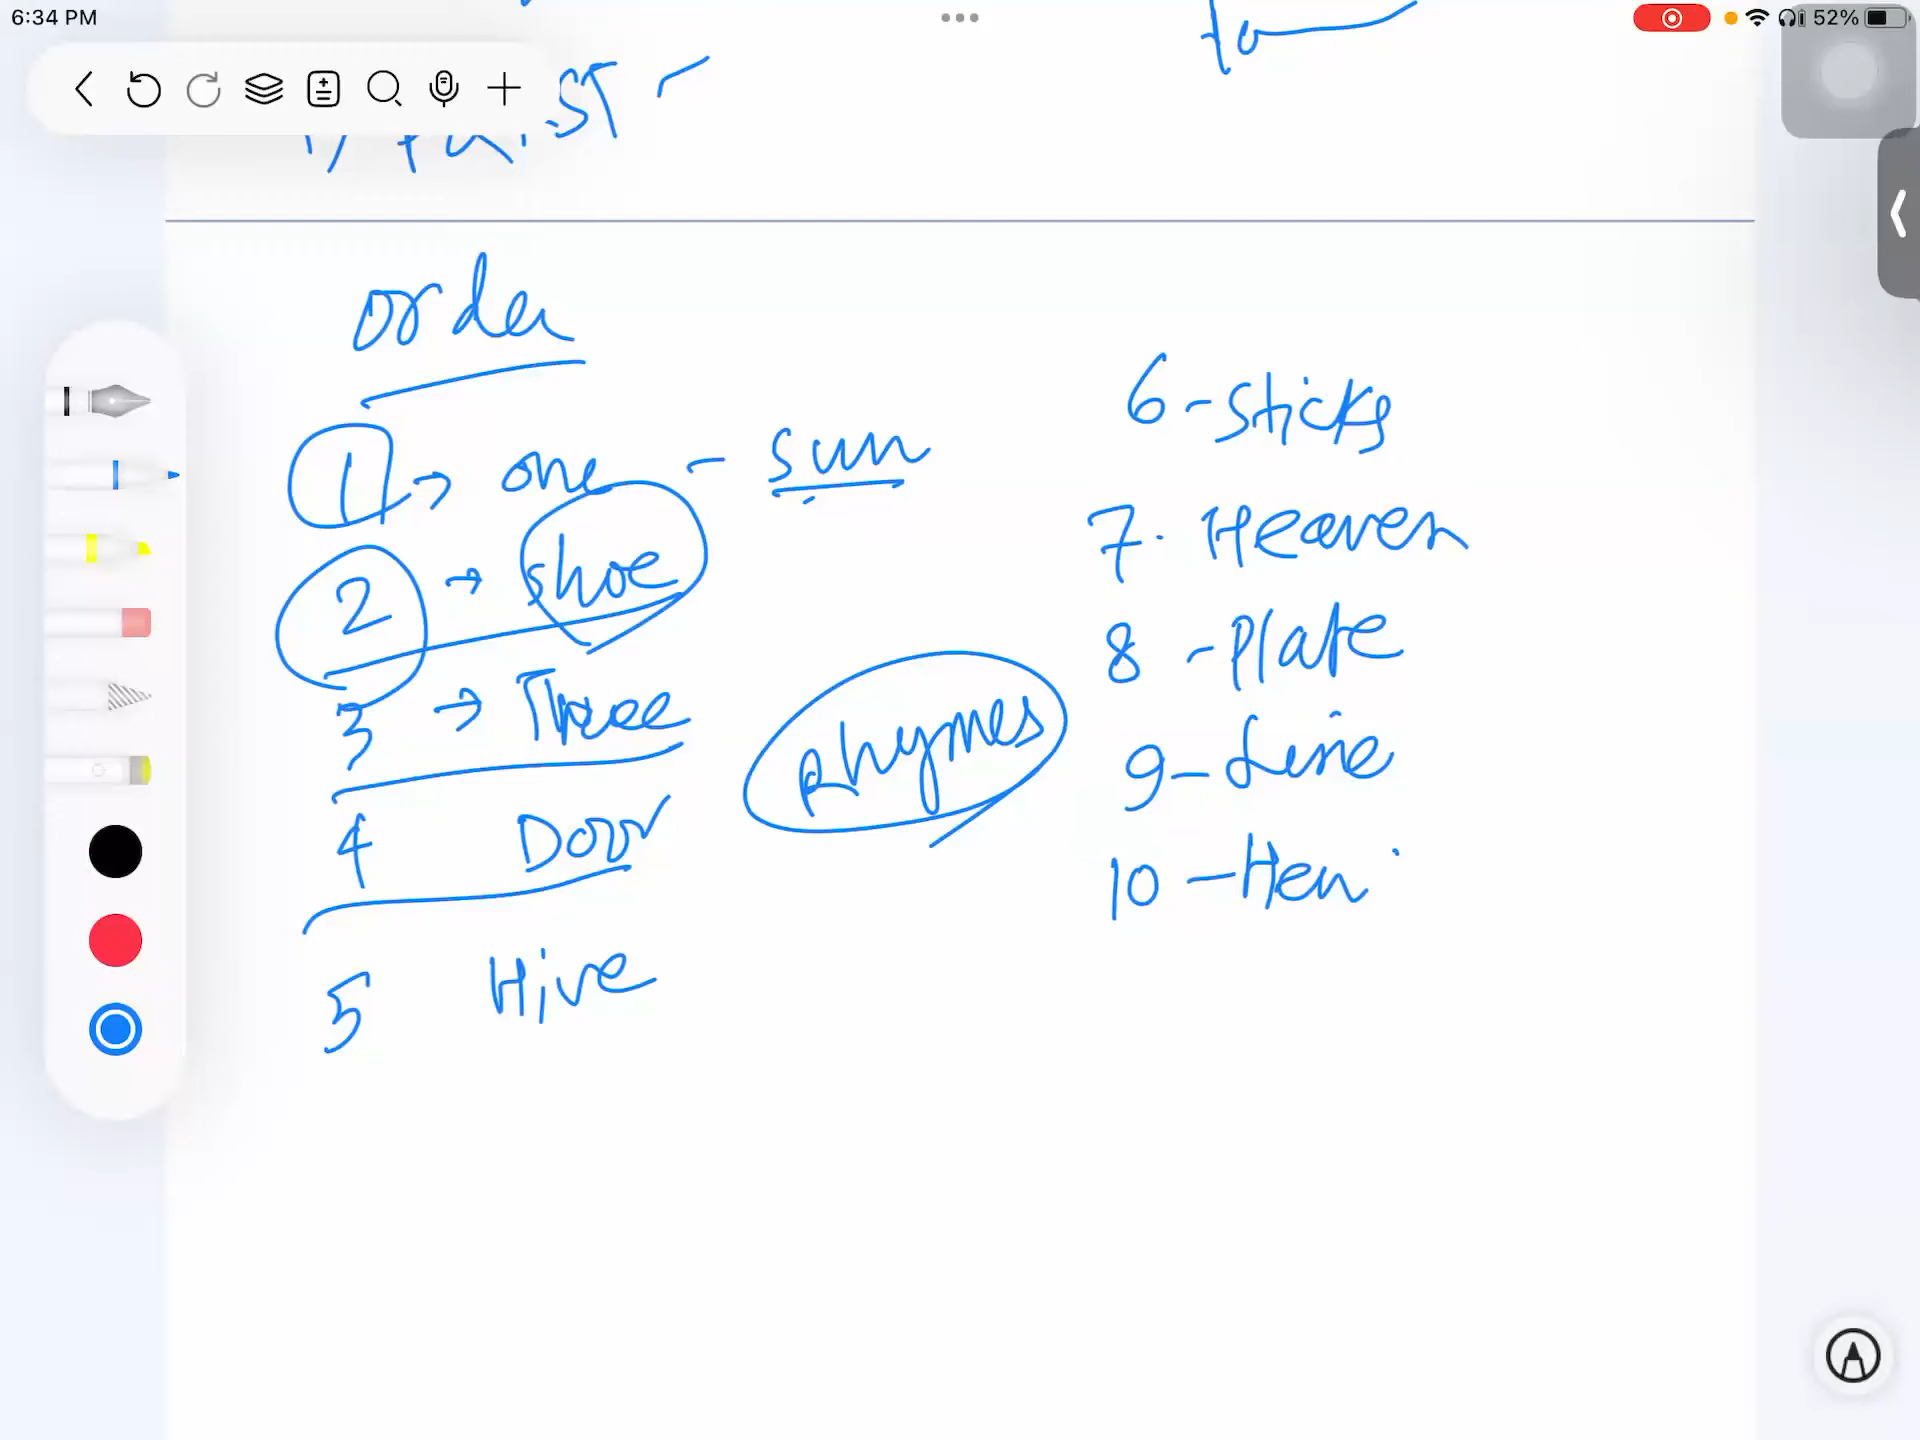 6:34 PM
52%
order
1 → one - sun
2 → shoe
3 → Three
4 Door
5 Hive
Rhymes
6 - Sticks
7. Heaven
8 - Plate
9 - Line
10 - Hen